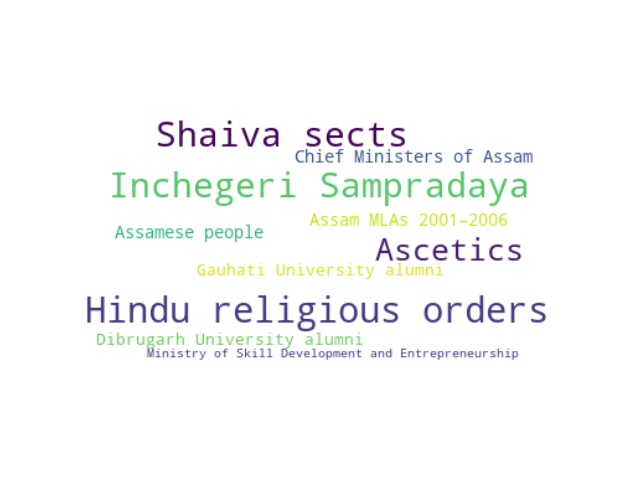 Shaiva sects
Chief Ministers of Assam
Inchegeri Sampradaya
Assam MLAs 2001–2006
Assamese people
Ascetics
Gauhati University alumni
Hindu religious orders
Dibrugarh University alumni
Ministry of Skill Development and Entrepreneurship